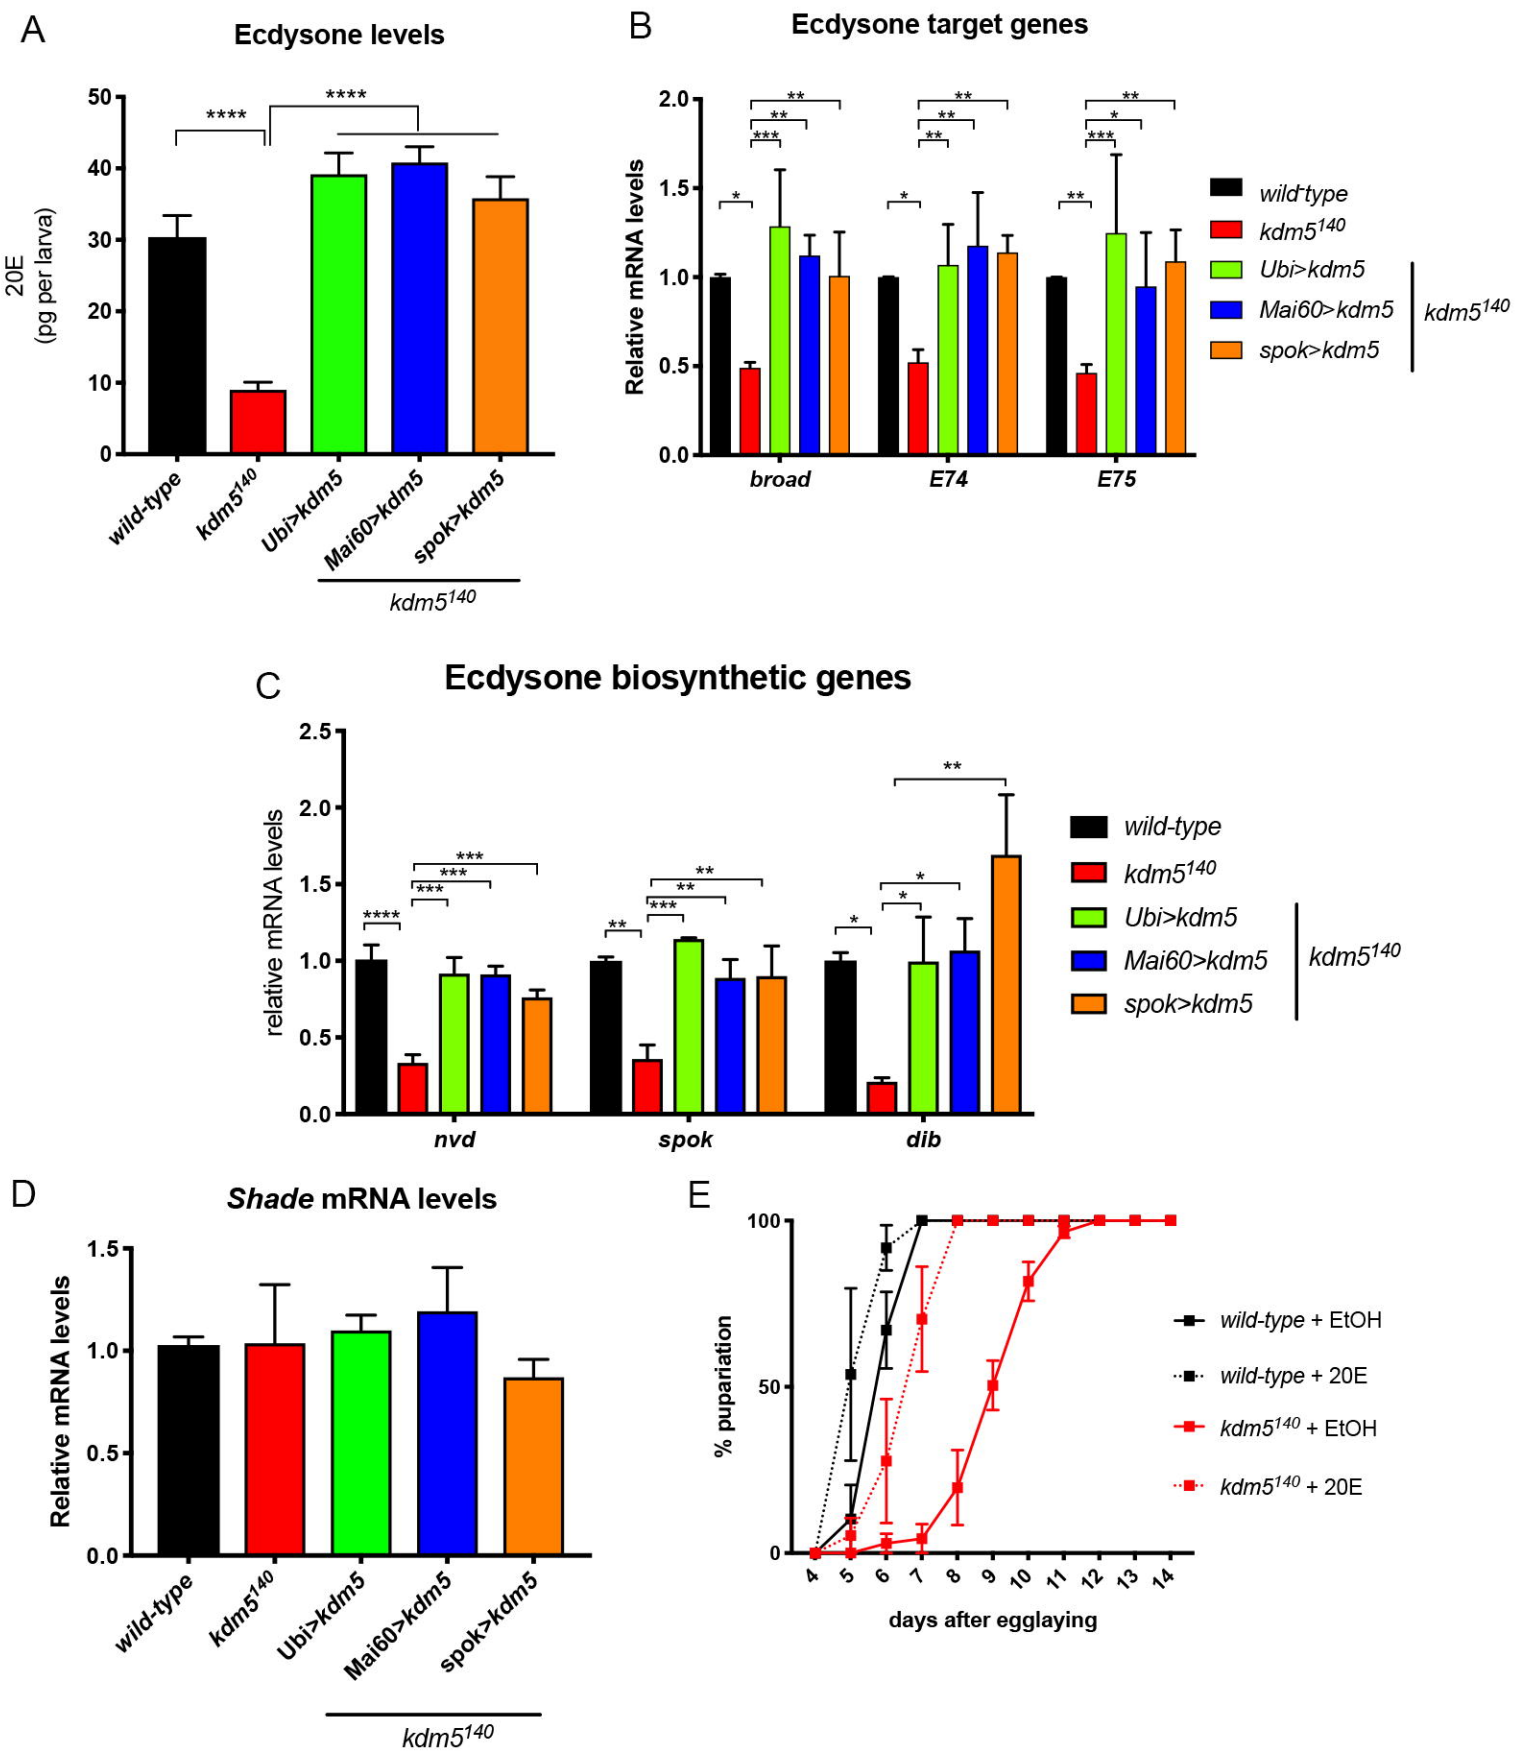 A
Ecdysone levels
20E
(pg per larva)
50
40
30
20
10
0
****
****
wild-type
kdm5140
Ubi>kdm5
Mai60>kdm5
spok>kdm5
kdm5140
B
Ecdysone target genes
Relative mRNA levels
2.0
1.5
1.0
0.5
0.0
** ** **
** ** *
*** ** ***
* * **
broad E74 E75
wild-type
kdm5140
Ubi>kdm5
Mai60>kdm5
spok>kdm5
kdm5140
C
Ecdysone biosynthetic genes
relative mRNA levels
2.5
2.0
1.5
1.0
0.5
0.0
**** *** *** ***
** *** ** **
* * * **
nvd spok dib
wild-type
kdm5140
Ubi>kdm5
Mai60>kdm5
spok>kdm5
kdm5140
D
Shade mRNA levels
Relative mRNA levels
1.5
1.0
0.5
0.0
wild-type
kdm5140
Ubi>kdm5
Mai60>kdm5
spok>kdm5
kdm5140
E
% pupariation
100
50
0
4 5 6 7 8 9 10 11 12 13 14
days after egglaying
wild-type + EtOH
wild-type + 20E
kdm5140 + EtOH
kdm5140 + 20E